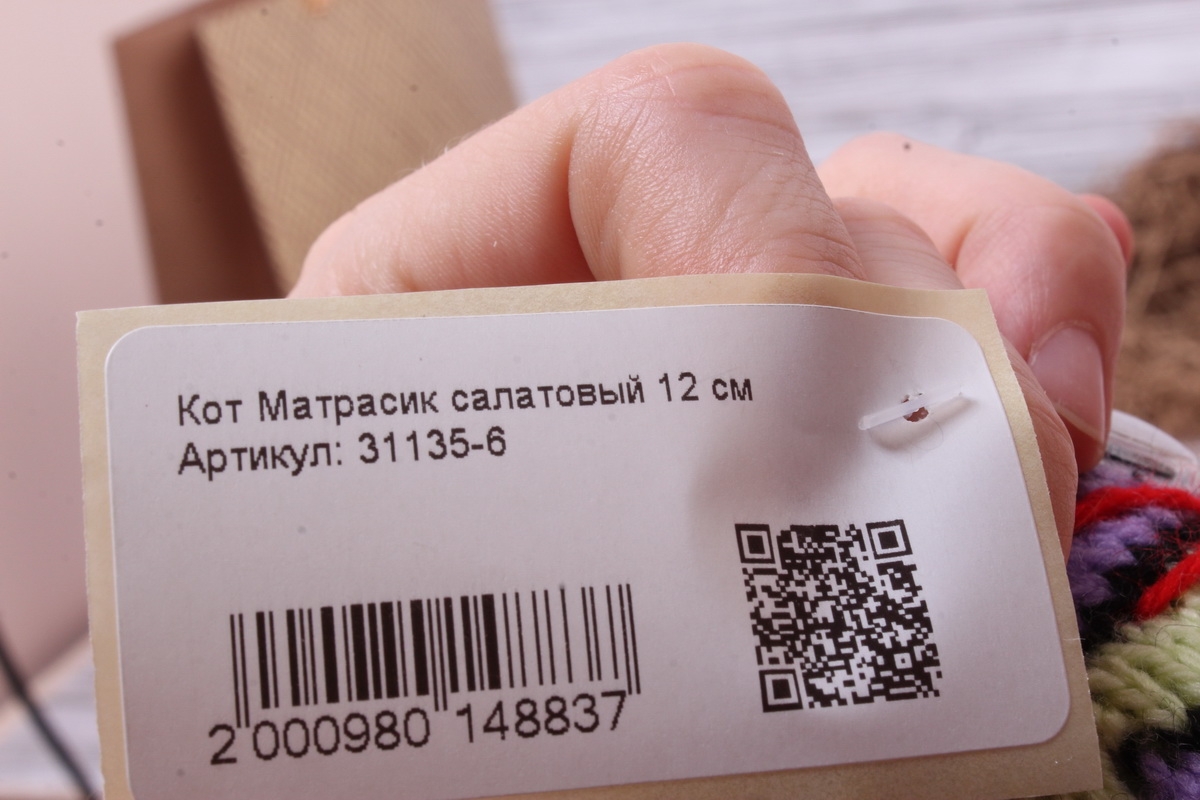 Кот Матрасик салатовый 12 см
Артикул: 31135-6
2 000980 148837